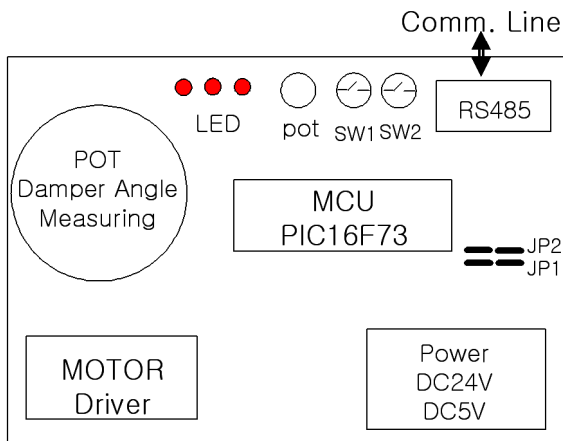 Comm. Line
LED
pot
SW1
SW2
RS485
POT
Damper Angle
Measuring
MCU
PIC16F73
JP2
JP1
MOTOR
Driver
Power
DC24V
DC5V